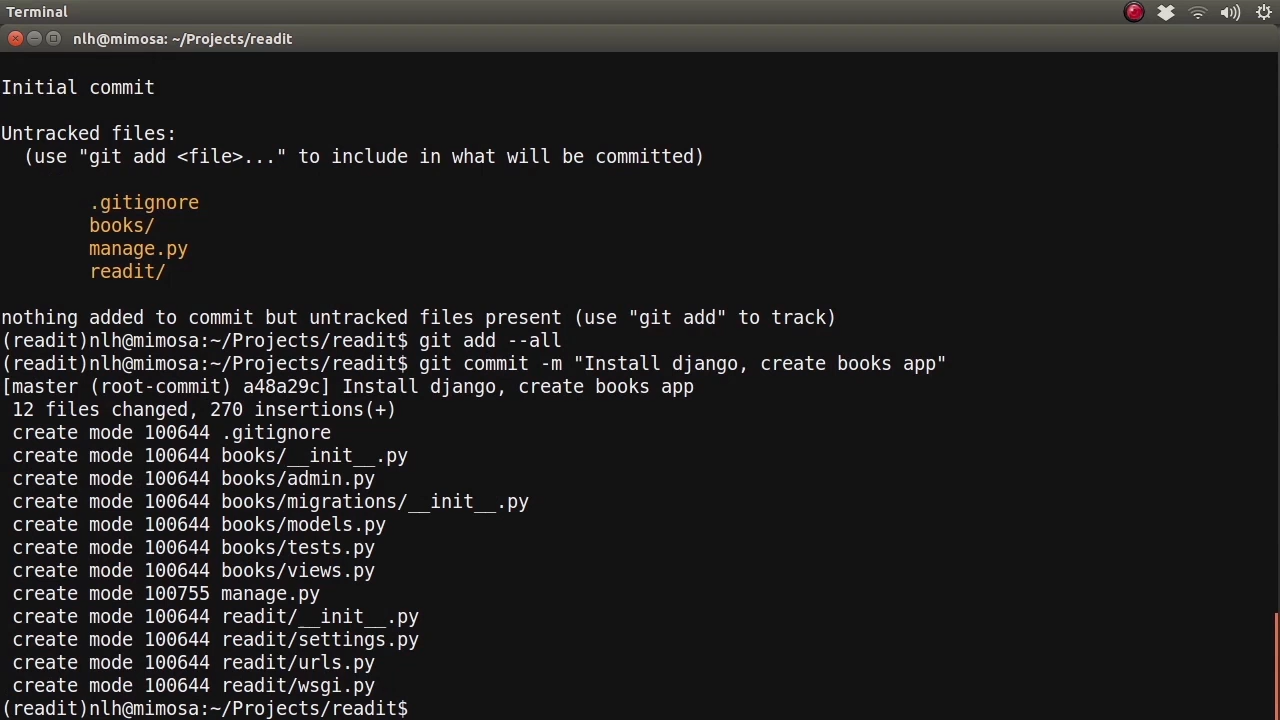 Terminal
nlh@mimosa: ~/Projects/readit
Initial commit
Untracked files:
  (use "git add <file>..." to include in what will be committed)
        .gitignore
        books/
        manage.py
        readit/
nothing added to commit but untracked files present (use "git add" to track)
(readit)nlh@mimosa:~/Projects/readit$ git add --all
(readit)nlh@mimosa:~/Projects/readit$ git commit -m "Install django, create books app"
[master (root-commit) a48a29c] Install django, create books app
 12 files changed, 270 insertions(+)
 create mode 100644 .gitignore
 create mode 100644 books/__init__.py
 create mode 100644 books/admin.py
 create mode 100644 books/migrations/__init__.py
 create mode 100644 books/models.py
 create mode 100644 books/tests.py
 create mode 100644 books/views.py
 create mode 100755 manage.py
 create mode 100644 readit/__init__.py
 create mode 100644 readit/settings.py
 create mode 100644 readit/urls.py
 create mode 100644 readit/wsgi.py
(readit)nlh@mimosa:~/Projects/readit$